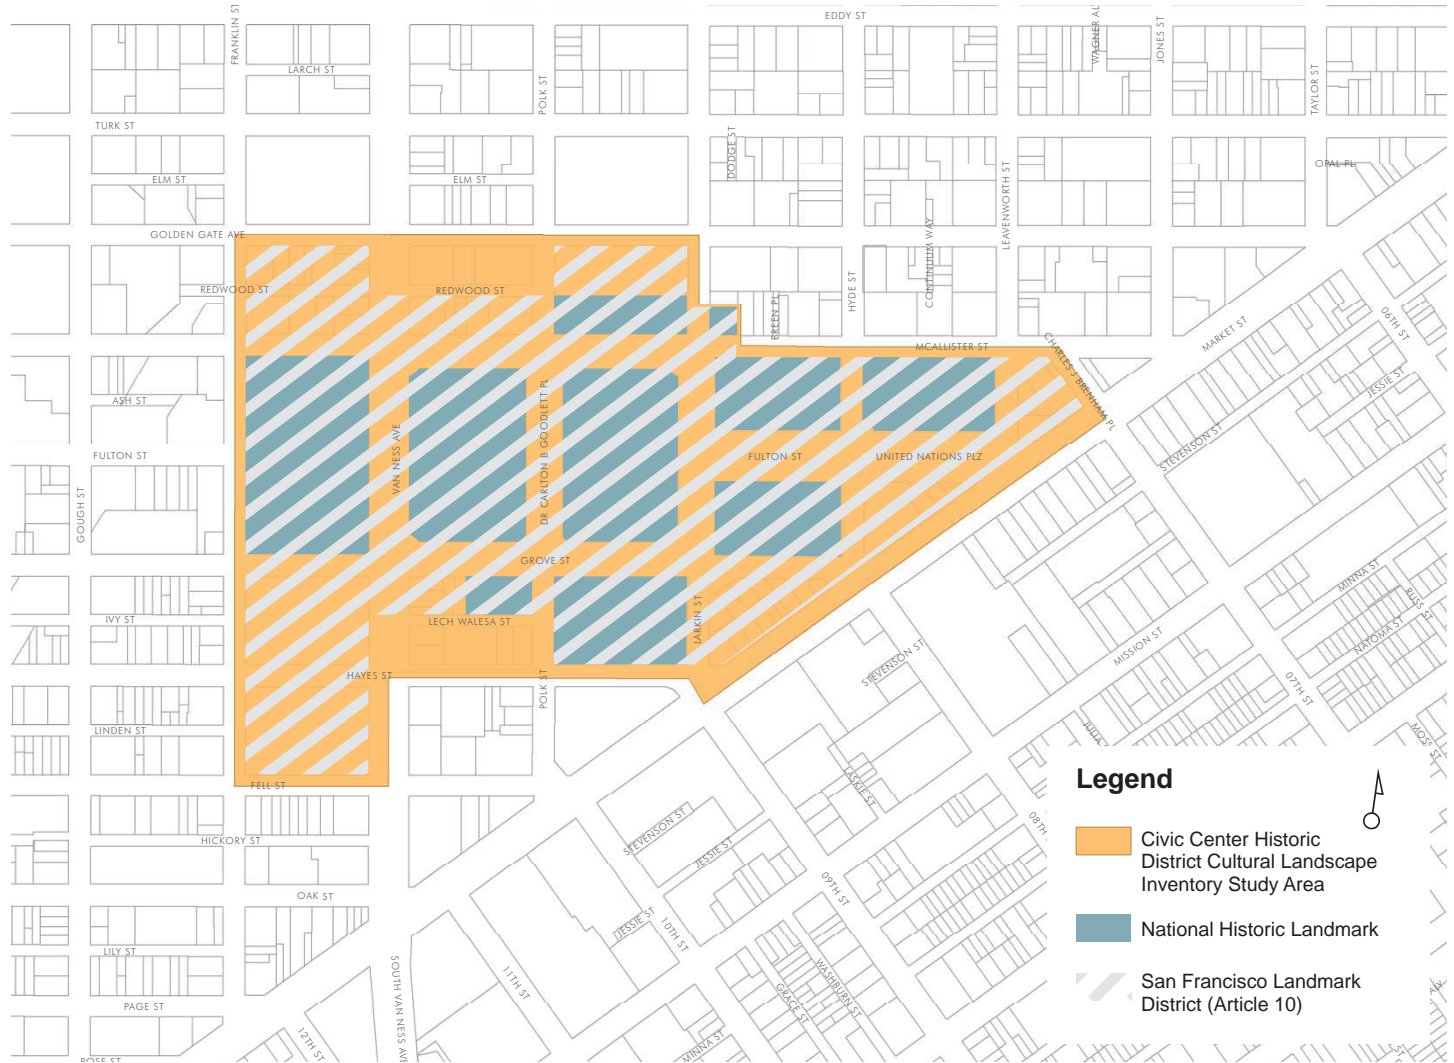 EDDY ST
FRANKLIN ST
WAGNER AL
JONES ST
LARCH ST
POLK ST
TAYLOR ST
TURK ST
DODGE ST
OPAL PL
ELM ST
ELM ST
LEAVENWORTH ST
GOLDEN GATE AVE
CONTINUUM WAY
REDWOOD ST
REDWOOD ST
HYDE ST
BREEN PL
06TH ST
MARKET ST
MCALLISTER ST
CHARLES J BRENHAM PL
JESSIE ST
ASH ST
VAN NESS AVE
DR CARLTON B GOODLETT PL
FULTON ST
FULTON ST
UNITED NATIONS PLZ
STEVENSON ST
GOUGH ST
GROVE ST
MINNA ST
RUSS ST
IVY ST
LECH WALESA ST
LARKIN ST
NATOMA ST
MISSION ST
STEVENSON ST
HAYES ST
POLK ST
07TH ST
LINDEN ST
JULIA
MOSS ST
FELL ST
LASKIE ST
Legend
Civic Center Historic
District Cultural Landscape
Inventory Study Area
National Historic Landmark
San Francisco Landmark
District (Article 10)
STEVENSON ST
08TH
HICKORY ST
JESSIE ST
09TH ST
OAK ST
JESSIE ST
10TH ST
LILY ST
SOUTH VAN NESS AVE
11TH ST
WASHBURN ST
GRACE ST
PAGE ST
12TH ST
MINNA ST
ROSE ST